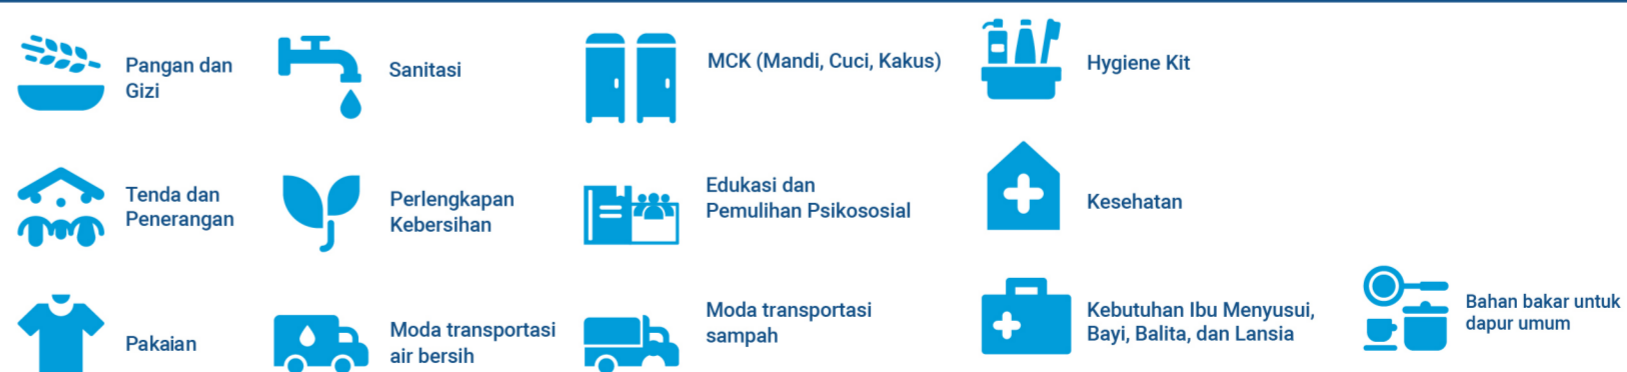 Pangan dan
Gizi
Sanitasi
MCK (Mandi, Cuci, Kakus)
Hygiene Kit
Tenda dan
Penerangan
Perlengkapan
Kebersihan
Edukasi dan
Pemulihan Psikososial
Kesehatan
Pakaian
Moda transportasi
air bersih
Moda transportasi
sampah
Kebutuhan Ibu Menyusui,
Bayi, Balita, dan Lansia
Bahan bakar untuk
dapur umum